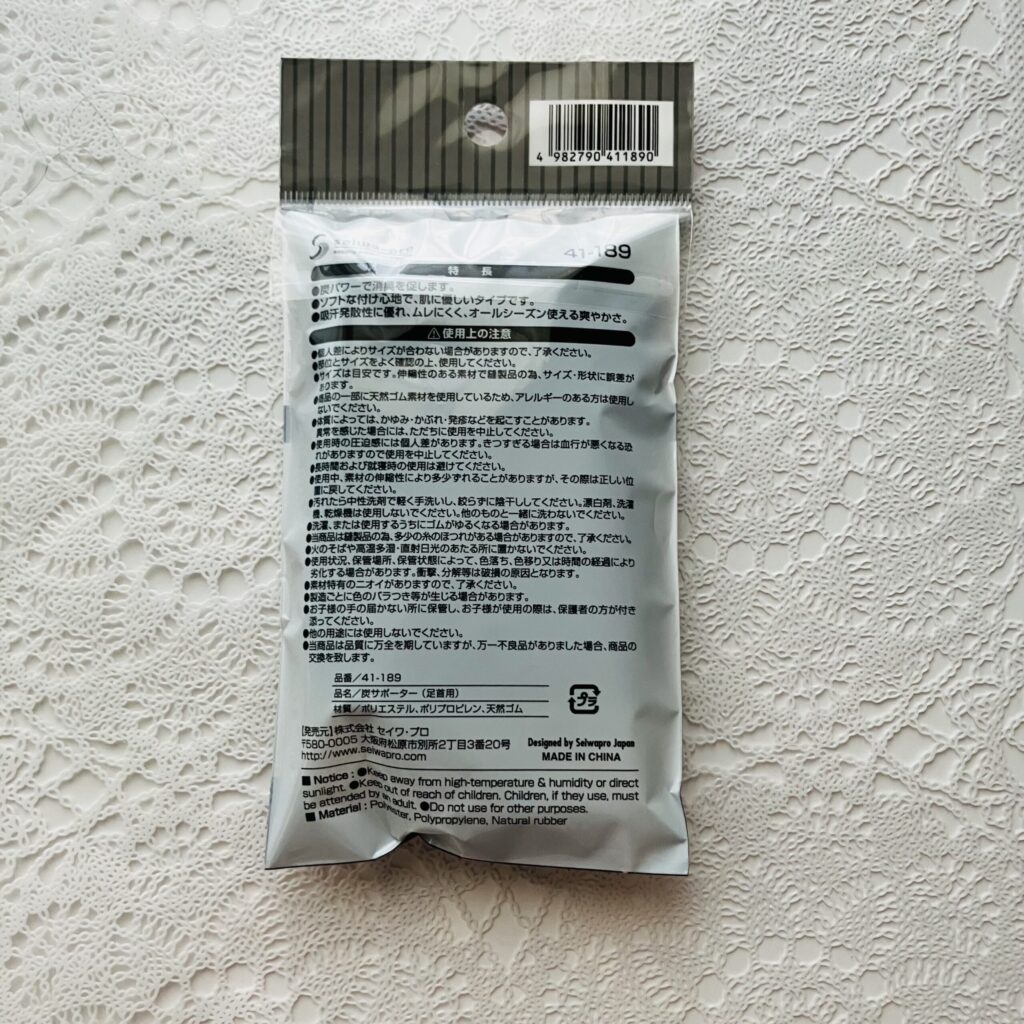 4 982790 411890
seiwa-pro
41-189
特 長
●炭パワーで消臭を促します。
●ソフトな付け心地で、肌に優しいタイプです。
●吸汗発散性に優れ、ムレにくく、オールシーズン使える爽やかさ。
⚠使用上の注意
●個人差によりサイズが合わない場合がありますので、了承ください。
●部位とサイズをよく確認の上、使用してください。
●サイズは目安です。伸縮性のある素材で縫製品の為、サイズ・形状に誤差が
あります。
●商品の一部に天然ゴム素材を使用しているため、アレルギーのある方は使用し
ないでください。
●体質によっては、かゆみ・かぶれ・発疹などを起こすことがあります。
異常を感じた場合には、ただちに使用を中止してください。
●使用時の圧迫感には個人差があります。きつすぎる場合は血行が悪くなる恐
れがありますので使用を中止してください。
●長時間および就寝時の使用は避けてください。
●使用中、素材の伸縮性により多少ずれることがありますが、その際は正しい位
置に戻してください。
●汚れたら中性洗剤で軽く手洗いし、絞らずに陰干ししてください。漂白剤、洗濯
機、乾燥機は使用しないでください。他のものと一緒に洗わないでください。
●洗濯、または使用するうちにゴムがゆるくなる場合があります。
●当商品は縫製品の為、多少の糸のほつれがある場合がありますので、了承ください。
●火のそばや高温多湿・直射日光のあたる所に置かないでください。
●使用状況、保管場所、保管状態によって、色落ち、色移り又は時間の経過により
劣化する場合があります。衝撃、分解等は破損の原因となります。
●素材特有のニオイがありますので、了承ください。
●製造ごとに色のバラつき等が生じる場合があります。
●お子様の手の届かない所に保管し、お子様が使用の際は、保護者の方が付き
添ってください。
●他の用途には使用しないでください。
●当商品は品質に万全を期していますが、万一不良品がありました場合、商品の
交換を致します。
品番/41-189
品名/炭サポーター(足首用)
材質/ポリエステル、ポリプロピレン、天然ゴム
プラ
【発売元】株式会社 セイワ・プロ
〒580-0005 大阪府松原市別所2丁目3番20号
http://www.seiwapro.com
Designed by Seiwapro Japan
MADE IN CHINA
■ Notice : ●Keep away from high-temperature & humidity or direct
sunlight. ●Keep out of reach of children. Children, if they use, must
be attended by an adult. ●Do not use for other purposes.
■ Material : Polyester, Polypropylene, Natural rubber